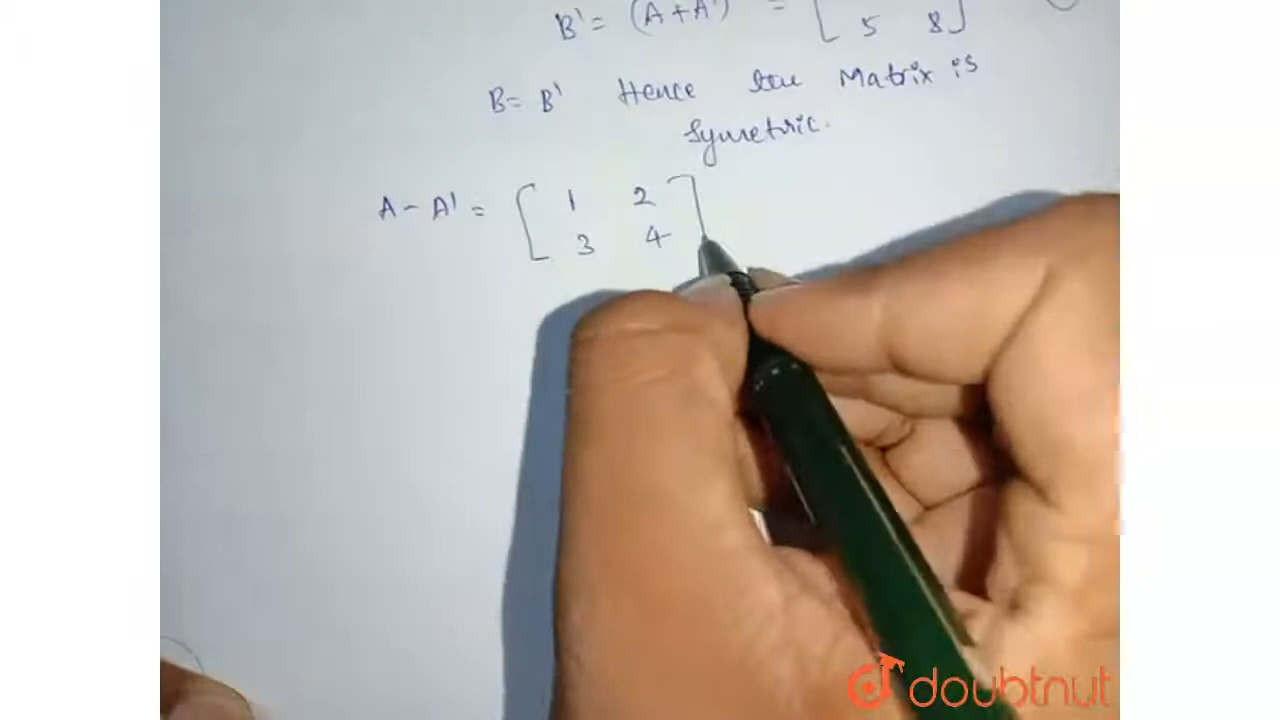 B' = (A + A') = [
5 8 ]
B = B' Hence the Matrix is
Symetric.
A - A' = [ 1 2 ]
3 4
doubtnut